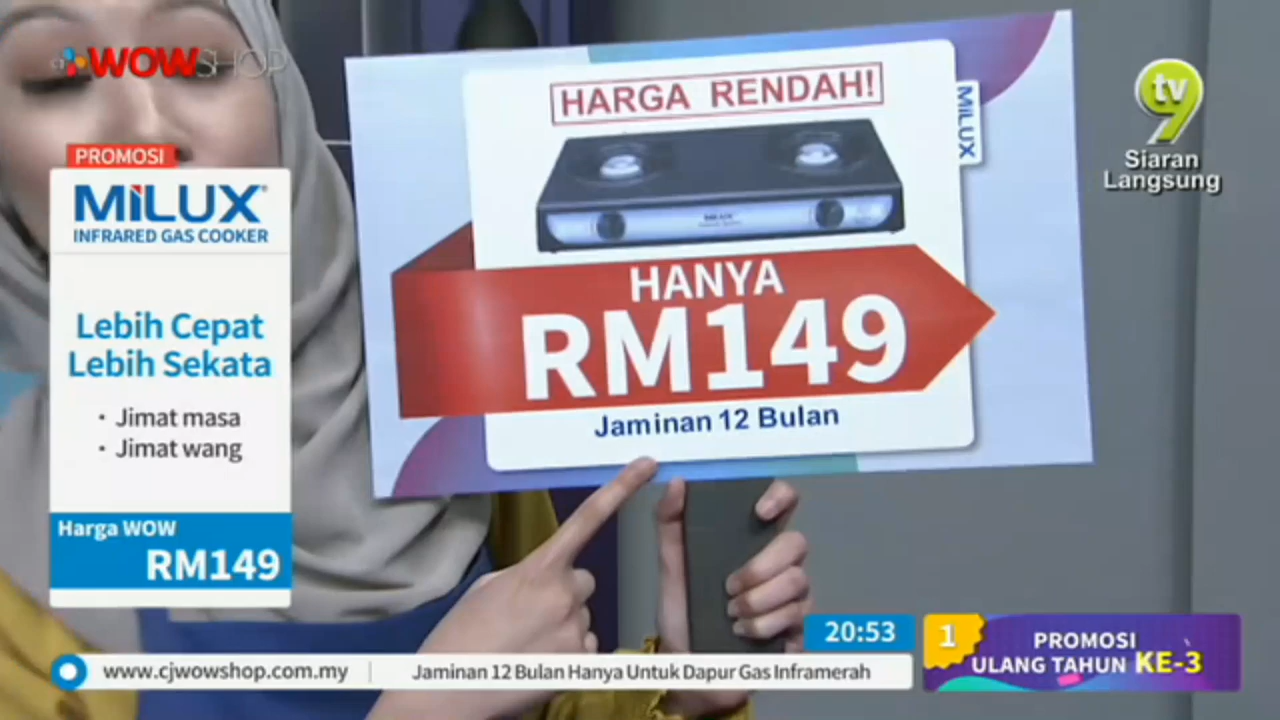 CJ WOWSHOP
PROMOSI
MiLUX
INFRARED GAS COOKER
Lebih Cepat
Lebih Sekata
· Jimat masa
· Jimat wang
Harga WOW
RM149
HARGA RENDAH!
MILUX
MILUX
HANYA
RM149
Jaminan 12 Bulan
tv9
Siaran
Langsung
20:53
1
PROMOSI
ULANG TAHUN KE-3
www.cjwowshop.com.my
Jaminan 12 Bulan Hanya Untuk Dapur Gas Inframerah